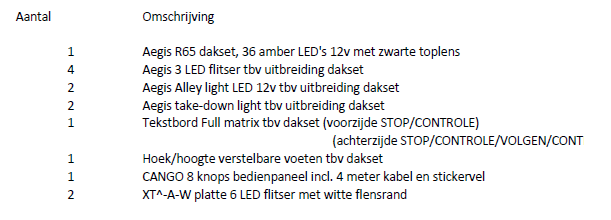 Aantal Omschrijving
1 Aegis R65 dakset, 36 amber LED's 12v met zwarte toplens
4 Aegis 3 LED flitser tbv uitbreiding dakset
2 Aegis Alley light LED 12v tbv uitbreiding dakset
2 Aegis take-down light tbv uitbreiding dakset
1 Tekstbord Full matrix tbv dakset (voorzijde STOP/CONTROLE)
(achterzijde STOP/CONTROLE/VOLGEN/CONT
1 Hoek/hoogte verstelbare voeten tbv dakset
1 CANGO 8 knops bedienpaneel incl. 4 meter kabel en stickervel
2 XT^-A-W platte 6 LED flitser met witte flensrand